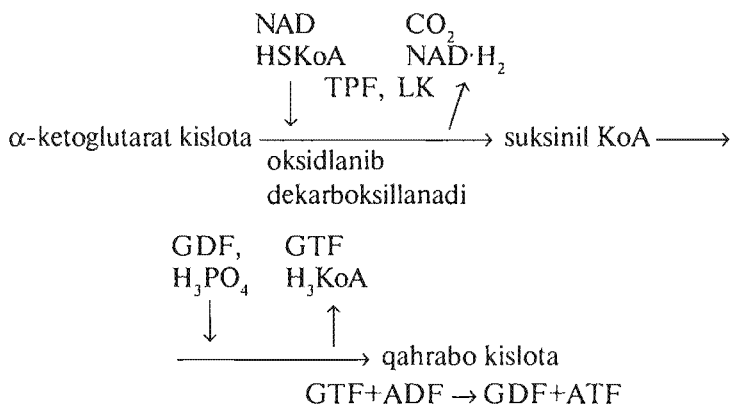 NAD CO₂
HSKoA NAD·H₂
TPF, LK
α-ketoglutarat kislota → suksinil KoA →
oksidlanib
dekarboksillanadi
GDF, GTF
H₃PO₄ H₃KoA
→ qahrabo kislota
GTF+ADF → GDF+ATF